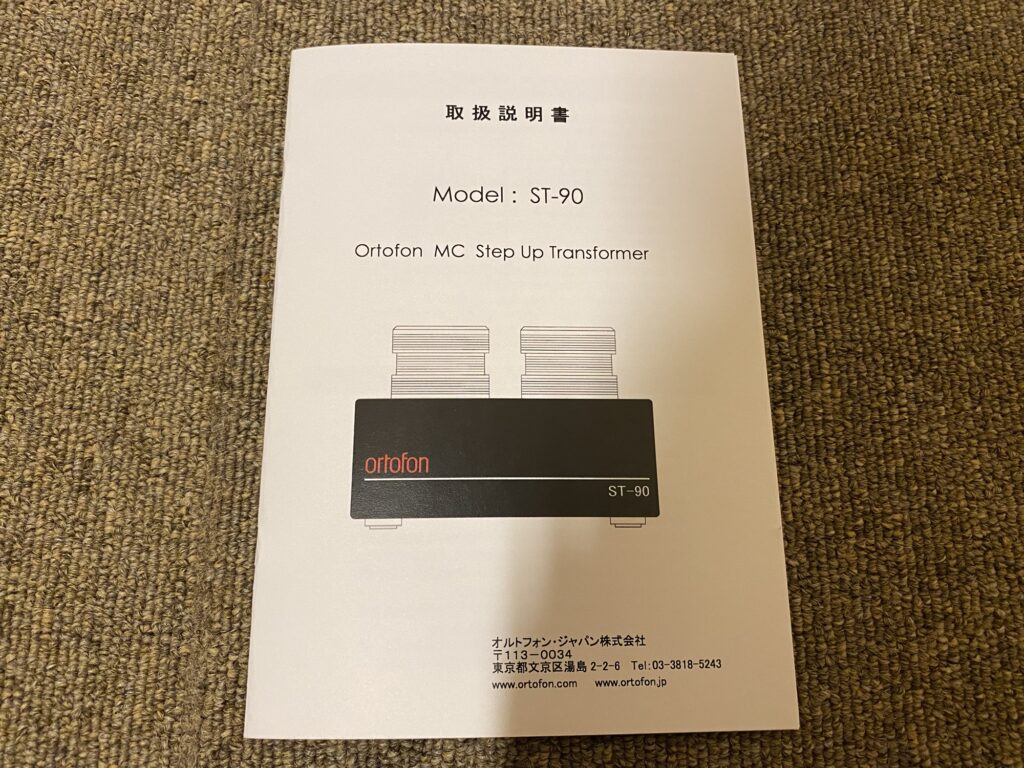 取扱説明書
Model : ST-90
Ortofon MC Step Up Transformer
ortofon
ST-90
オルトフォン・ジャパン株式会社
〒113-0034
東京都文京区湯島 2-2-6 Tel:03-3818-5243
www.ortofon.com www.ortofon.jp